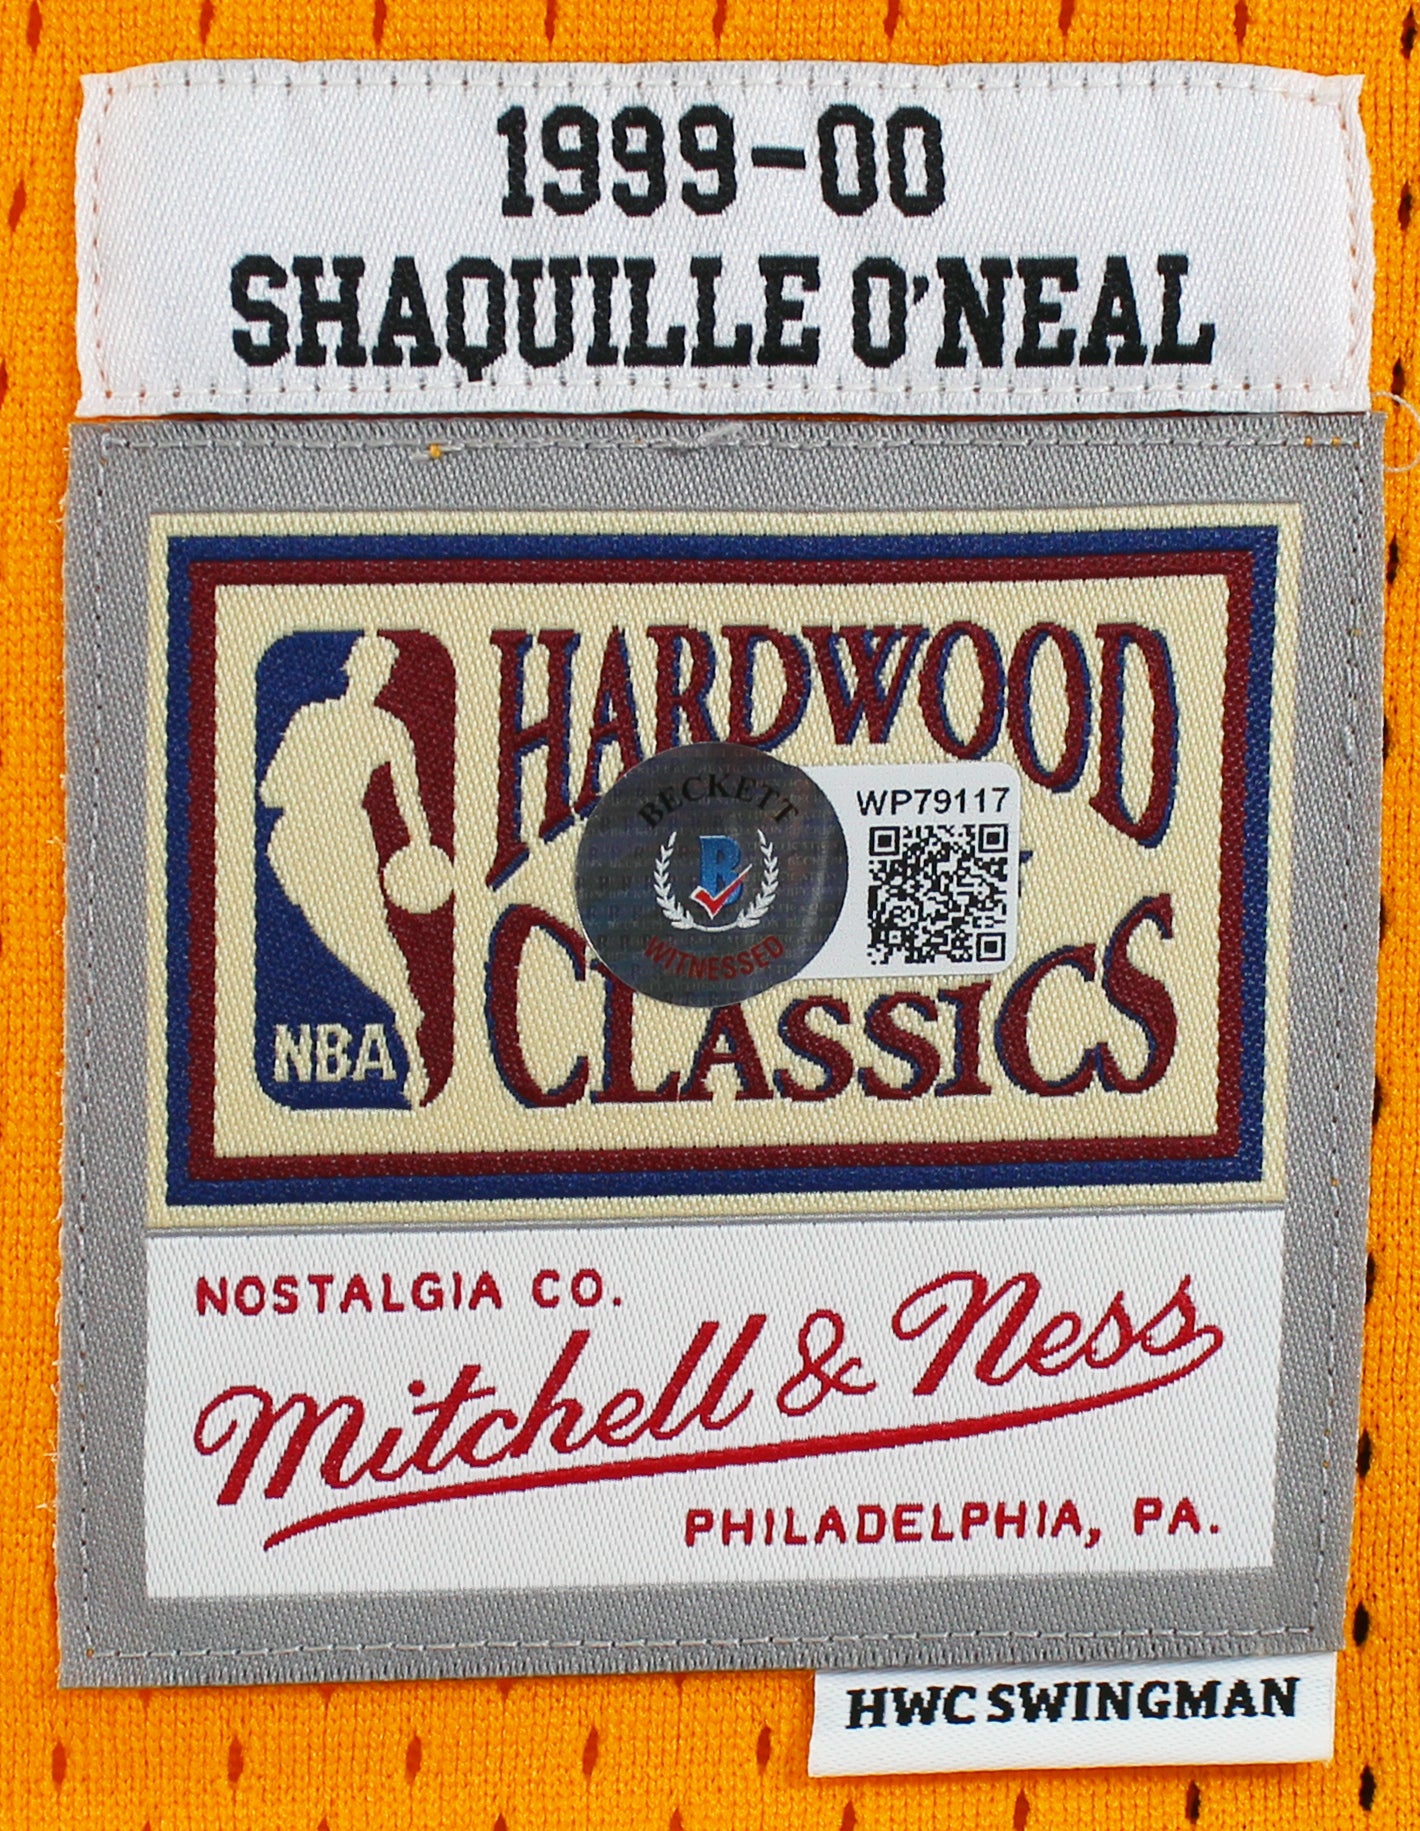 1999-00
SHAQUILLE O'NEAL
HARDWOOD
BECKETT
WITNESSED
WP79117
CLASSICS
NBA
NOSTALGIA CO.
Mitchell & Ness
PHILADELPHIA, PA.
HWC SWINGMAN